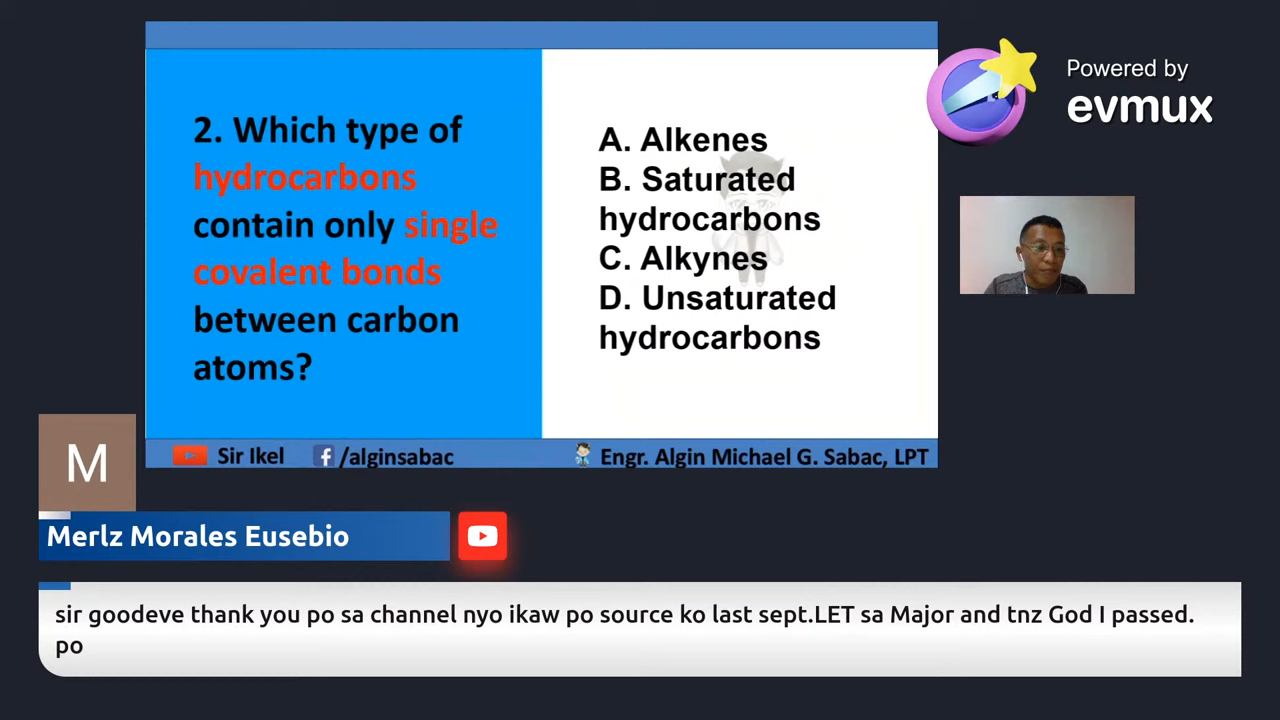 2. Which type of
hydrocarbons
contain only single
covalent bonds
between carbon
atoms?
A. Alkenes
B. Saturated
hydrocarbons
C. Alkynes
D. Unsaturated
hydrocarbons
Powered by
evmux
Sir Ikel
f /alginsabac
Engr. Algin Michael G. Sabac, LPT
M
Merlz Morales Eusebio
sir goodeve thank you po sa channel nyo ikaw po source ko last sept.LET sa Major and tnz God I passed.
po